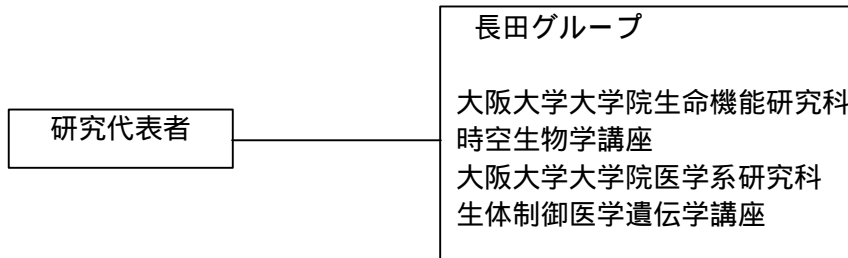 研究代表者
長田グループ
大阪大学大学院生命機能研究科
時空生物学講座
大阪大学大学院医学系研究科
生体制御医学遺伝学講座